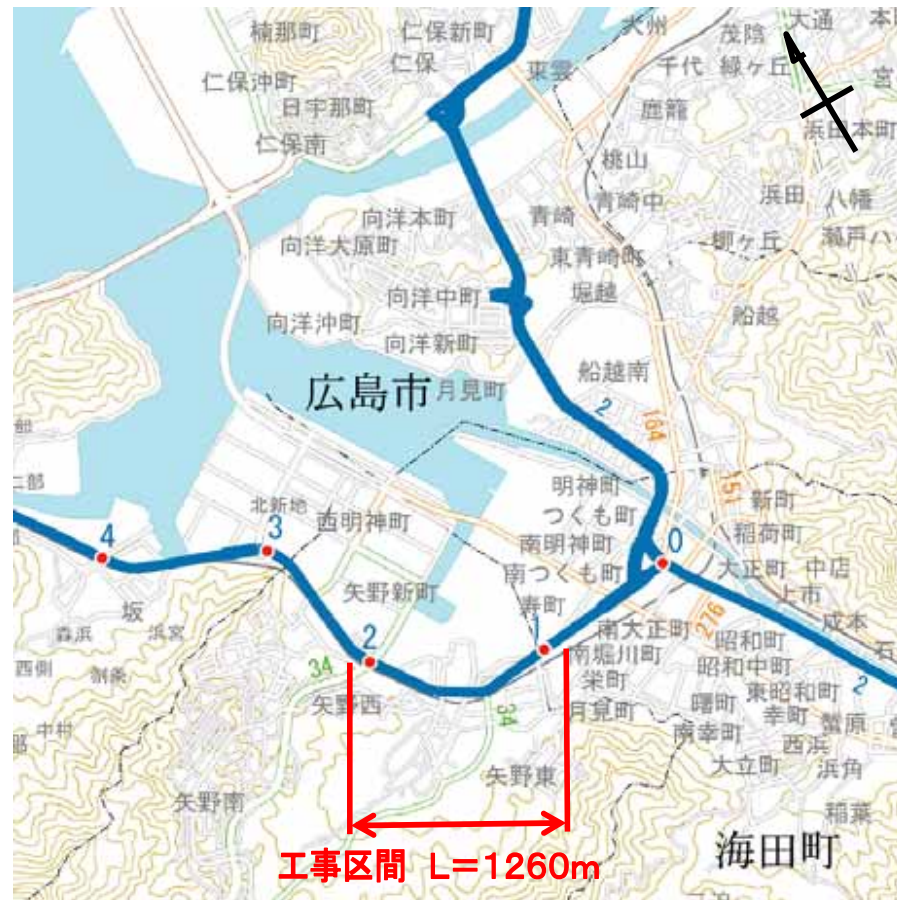 大州
茂陰
大通
楠那町
仁保新町
仁保
東雲
千代
緑ヶ丘
宮
仁保沖町
日宇那町
鹿籠
浜田本町
仁保南
桃山
浜田
八幡
青崎
青崎中
向洋本町
向洋大原町
東青崎町
柳ヶ丘
向洋中町
堀越
船越
向洋沖町
向洋新町
船越南
広島市
月見町
2
164
151
明神町
新町
北新地
西明神町
つくも町
稲荷町
4
3
南明神町
0
大正町
中店
南つくも町
上市
矢野新町
寿町
276
成本
坂
森浜
浜宮
2
1
南大正町
昭和町
石
西側
刎条
34
南堀川町
昭和中町
栄町
東昭和町
2
矢野西
34
月見町
曙町
幸町
蟹原
中村
南幸町
西浜
矢野東
大立町
浜角
矢野南
稲葉
海田町
工事区間 L=1260m